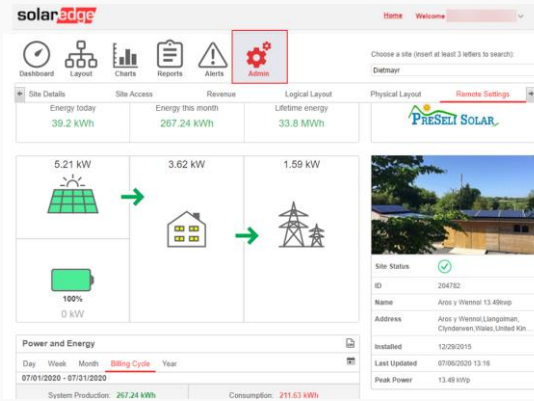 solaredge
Home Welcome
Dashboard Layout Charts Reports Alerts Admin
Choose a site (insert at least 3 letters to search):
Dietmayr
Site Details Site Access Revenue Logical Layout Physical Layout Remote Settings
Energy today Energy this month Lifetime energy
39.2 kWh 267.24 kWh 33.8 MWh
PRESELI SOLAR
5.21 kW 3.62 kW 1.59 kW
100%
0 kW
Site Status
ID 204782
Name Aros y Wennol 13.49kwp
Address Aros y Wennol,Llangolman,
Clynderwen,Wales,United Kin...
Installed 12/29/2015
Last Updated 07/06/2020 13:16
Peak Power 13.49 kWp
Power and Energy
Day Week Month Billing Cycle Year
07/01/2020 - 07/31/2020
System Production: 267.24 kWh Consumption: 211.63 kWh